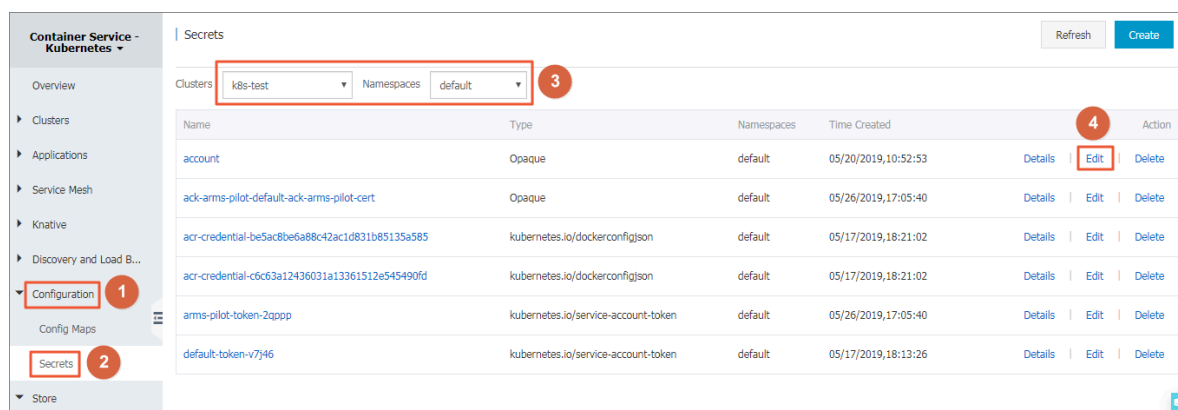 Container Service -
Kubernetes
Overview
Clusters
Applications
Service Mesh
Knative
Discovery and Load B...
Configuration
1
Config Maps
Secrets
2
Store
Secrets
Refresh
Create
Clusters k8s-test Namespaces default 3
Name Type Namespaces Time Created 4 Action
account Opaque default 05/20/2019,10:52:53 Details Edit Delete
ack-arms-pilot-default-ack-arms-pilot-cert Opaque default 05/26/2019,17:05:40 Details Edit Delete
acr-credential-be5ac8be6a88c42ac1d831b85135a585 kubernetes.io/dockerconfigjson default 05/17/2019,18:21:02 Details Edit Delete
acr-credential-c6c63a12436031a13361512e545490fd kubernetes.io/dockerconfigjson default 05/17/2019,18:21:02 Details Edit Delete
arms-pilot-token-2qppp kubernetes.io/service-account-token default 05/26/2019,17:05:40 Details Edit Delete
default-token-v7j46 kubernetes.io/service-account-token default 05/17/2019,18:13:26 Details Edit Delete